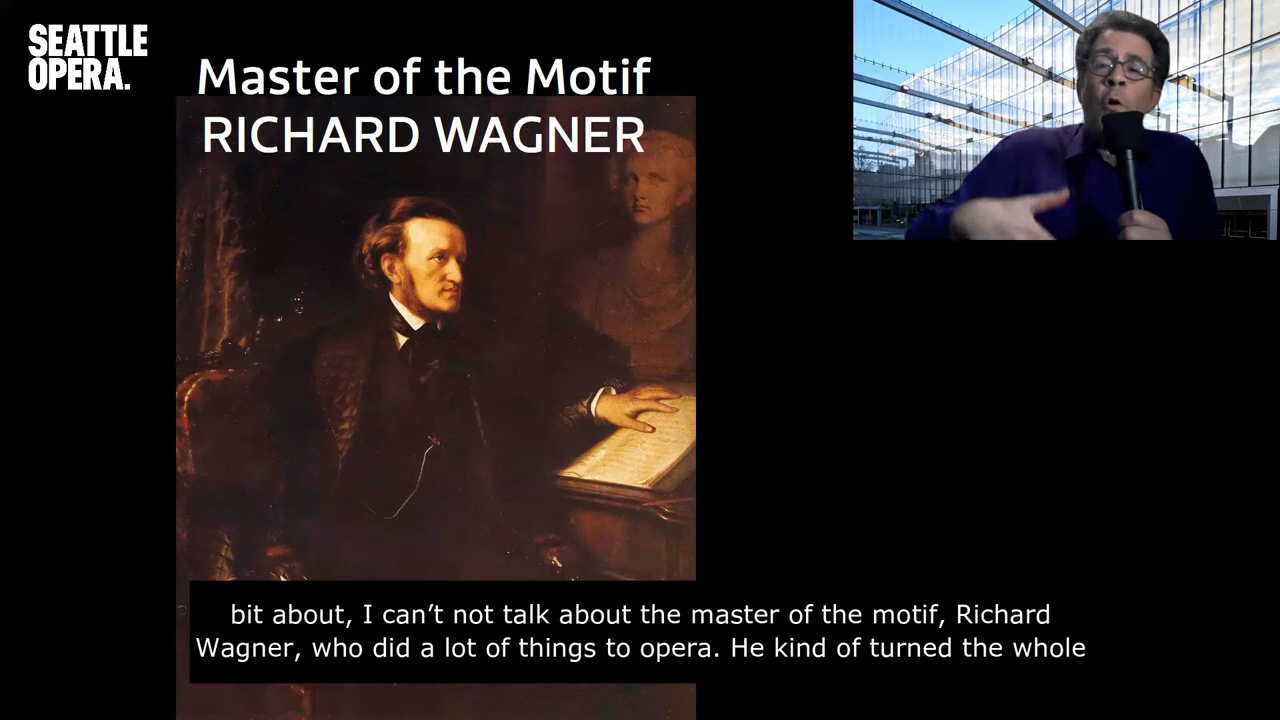 SEATTLE
OPERA.
Master of the Motif
RICHARD WAGNER
bit about, I can’t not talk about the master of the motif, Richard
Wagner, who did a lot of things to opera. He kind of turned the whole